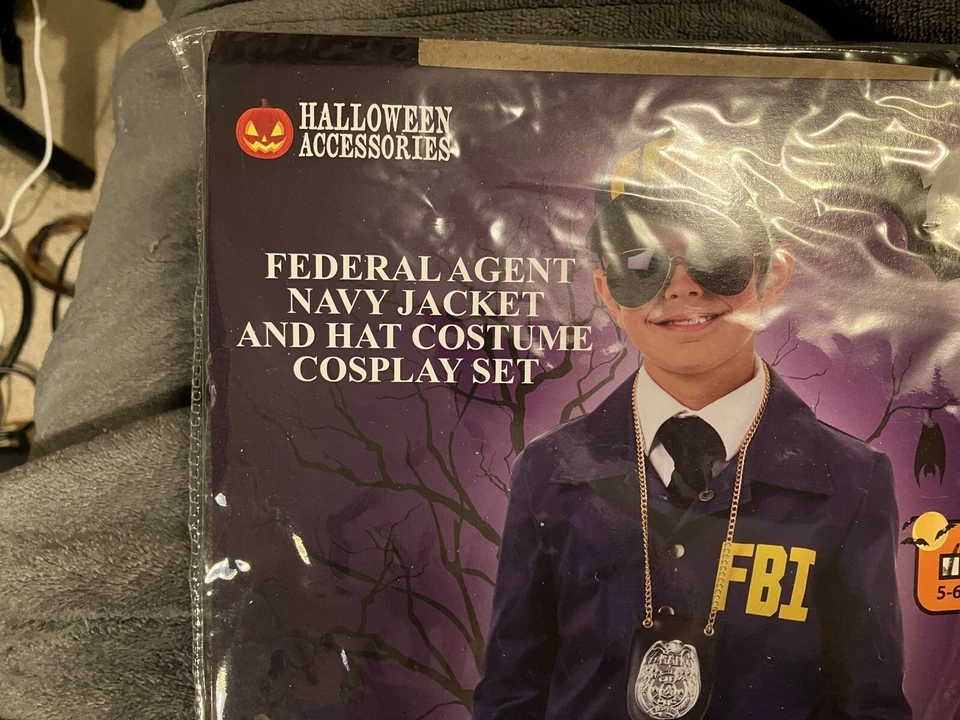 HALLOWEEN
ACCESSORIES
FEDERAL AGENT
NAVY JACKET
AND HAT COSTUME
COSPLAY SET
FBI
5-6